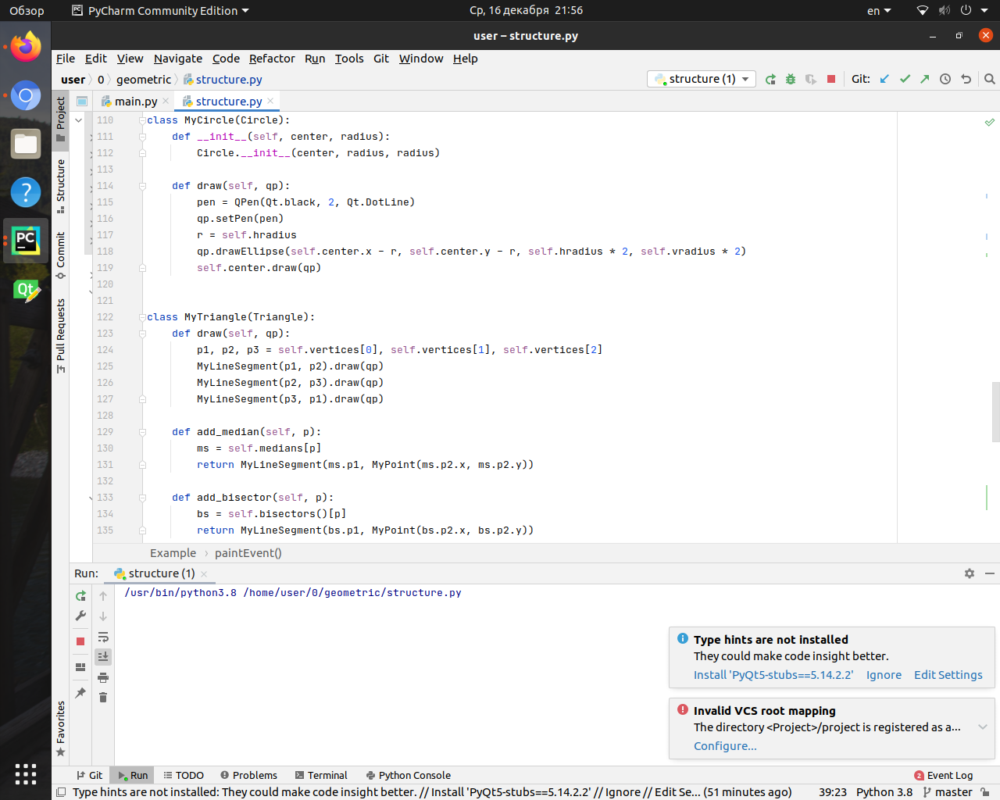 Обзор PyCharm Community Edition Ср, 16 декабря 21:56 en
user – structure.py
File Edit View Navigate Code Refactor Run Tools Git Window Help
user 0 geometric structure.py structure (1) Git:
main.py structure.py
Project
Structure
Commit
Pull Requests
Favorites
110 class MyCircle(Circle):
111 def __init__(self, center, radius):
112 Circle.__init__(center, radius, radius)
113
114 def draw(self, qp):
115 pen = QPen(Qt.black, 2, Qt.DotLine)
116 qp.setPen(pen)
117 r = self.hradius
118 qp.drawEllipse(self.center.x - r, self.center.y - r, self.hradius * 2, self.vradius * 2)
119 self.center.draw(qp)
120
121
122 class MyTriangle(Triangle):
123 def draw(self, qp):
124 p1, p2, p3 = self.vertices[0], self.vertices[1], self.vertices[2]
125 MyLineSegment(p1, p2).draw(qp)
126 MyLineSegment(p2, p3).draw(qp)
127 MyLineSegment(p3, p1).draw(qp)
128
129 def add_median(self, p):
130 ms = self.medians[p]
131 return MyLineSegment(ms.p1, MyPoint(ms.p2.x, ms.p2.y))
132
133 def add_bisector(self, p):
134 bs = self.bisectors()[p]
135 return MyLineSegment(bs.p1, MyPoint(bs.p2.x, bs.p2.y))
Example › paintEvent()
Run: structure (1)
/usr/bin/python3.8 /home/user/0/geometric/structure.py
Type hints are not installed
They could make code insight better.
Install 'PyQt5-stubs==5.14.2.2' Ignore Edit Settings
Invalid VCS root mapping
The directory <Project>/project is registered as a...
Configure...
Git Run TODO Problems Terminal Python Console 2 Event Log
Type hints are not installed: They could make code insight better. // Install 'PyQt5-stubs==5.14.2.2' // Ignore // Edit Se... (51 minutes ago) 39:23 Python 3.8 master
PC
Qt